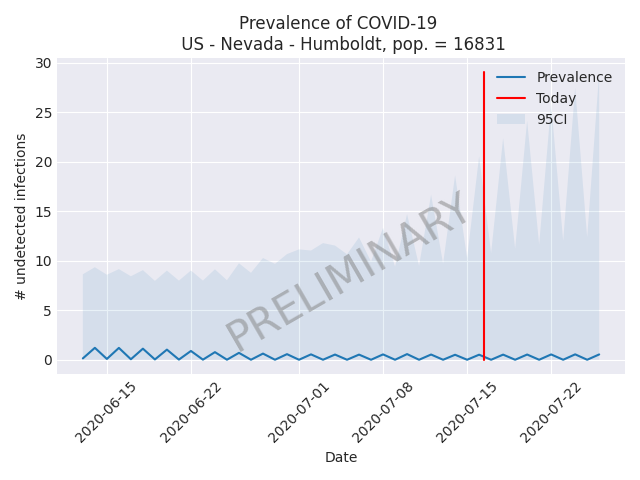 Prevalence of COVID-19
US - Nevada - Humboldt, pop. = 16831
30
25
20
15
10
5
0
# undetected infections
Prevalence
Today
95CI
PRELIMINARY
2020-06-15
2020-06-22
2020-07-01
2020-07-08
2020-07-15
2020-07-22
Date